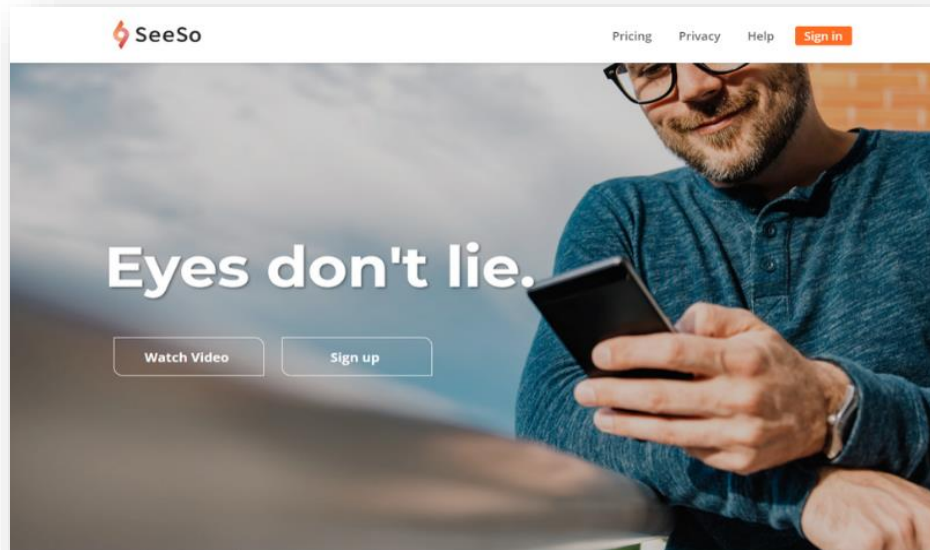 SeeSo
Pricing Privacy Help Sign in
Eyes don't lie.
Watch Video Sign up